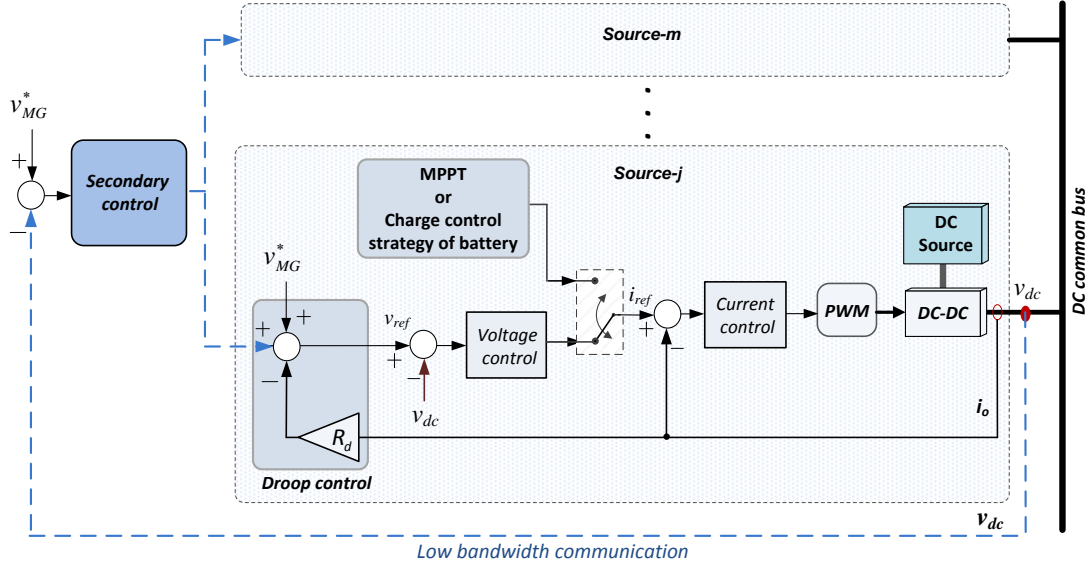 Source-m
v*MG
+
−
Secondary
control
Source-j
MPPT
or
Charge control
strategy of battery
v*MG
+
+
−
vref
+
−
vdc
Voltage
control
iref
+
−
Current
control
PWM
DC
Source
DC-DC
vdc
DC common bus
Rd
io
Droop control
vdc
Low bandwidth communication